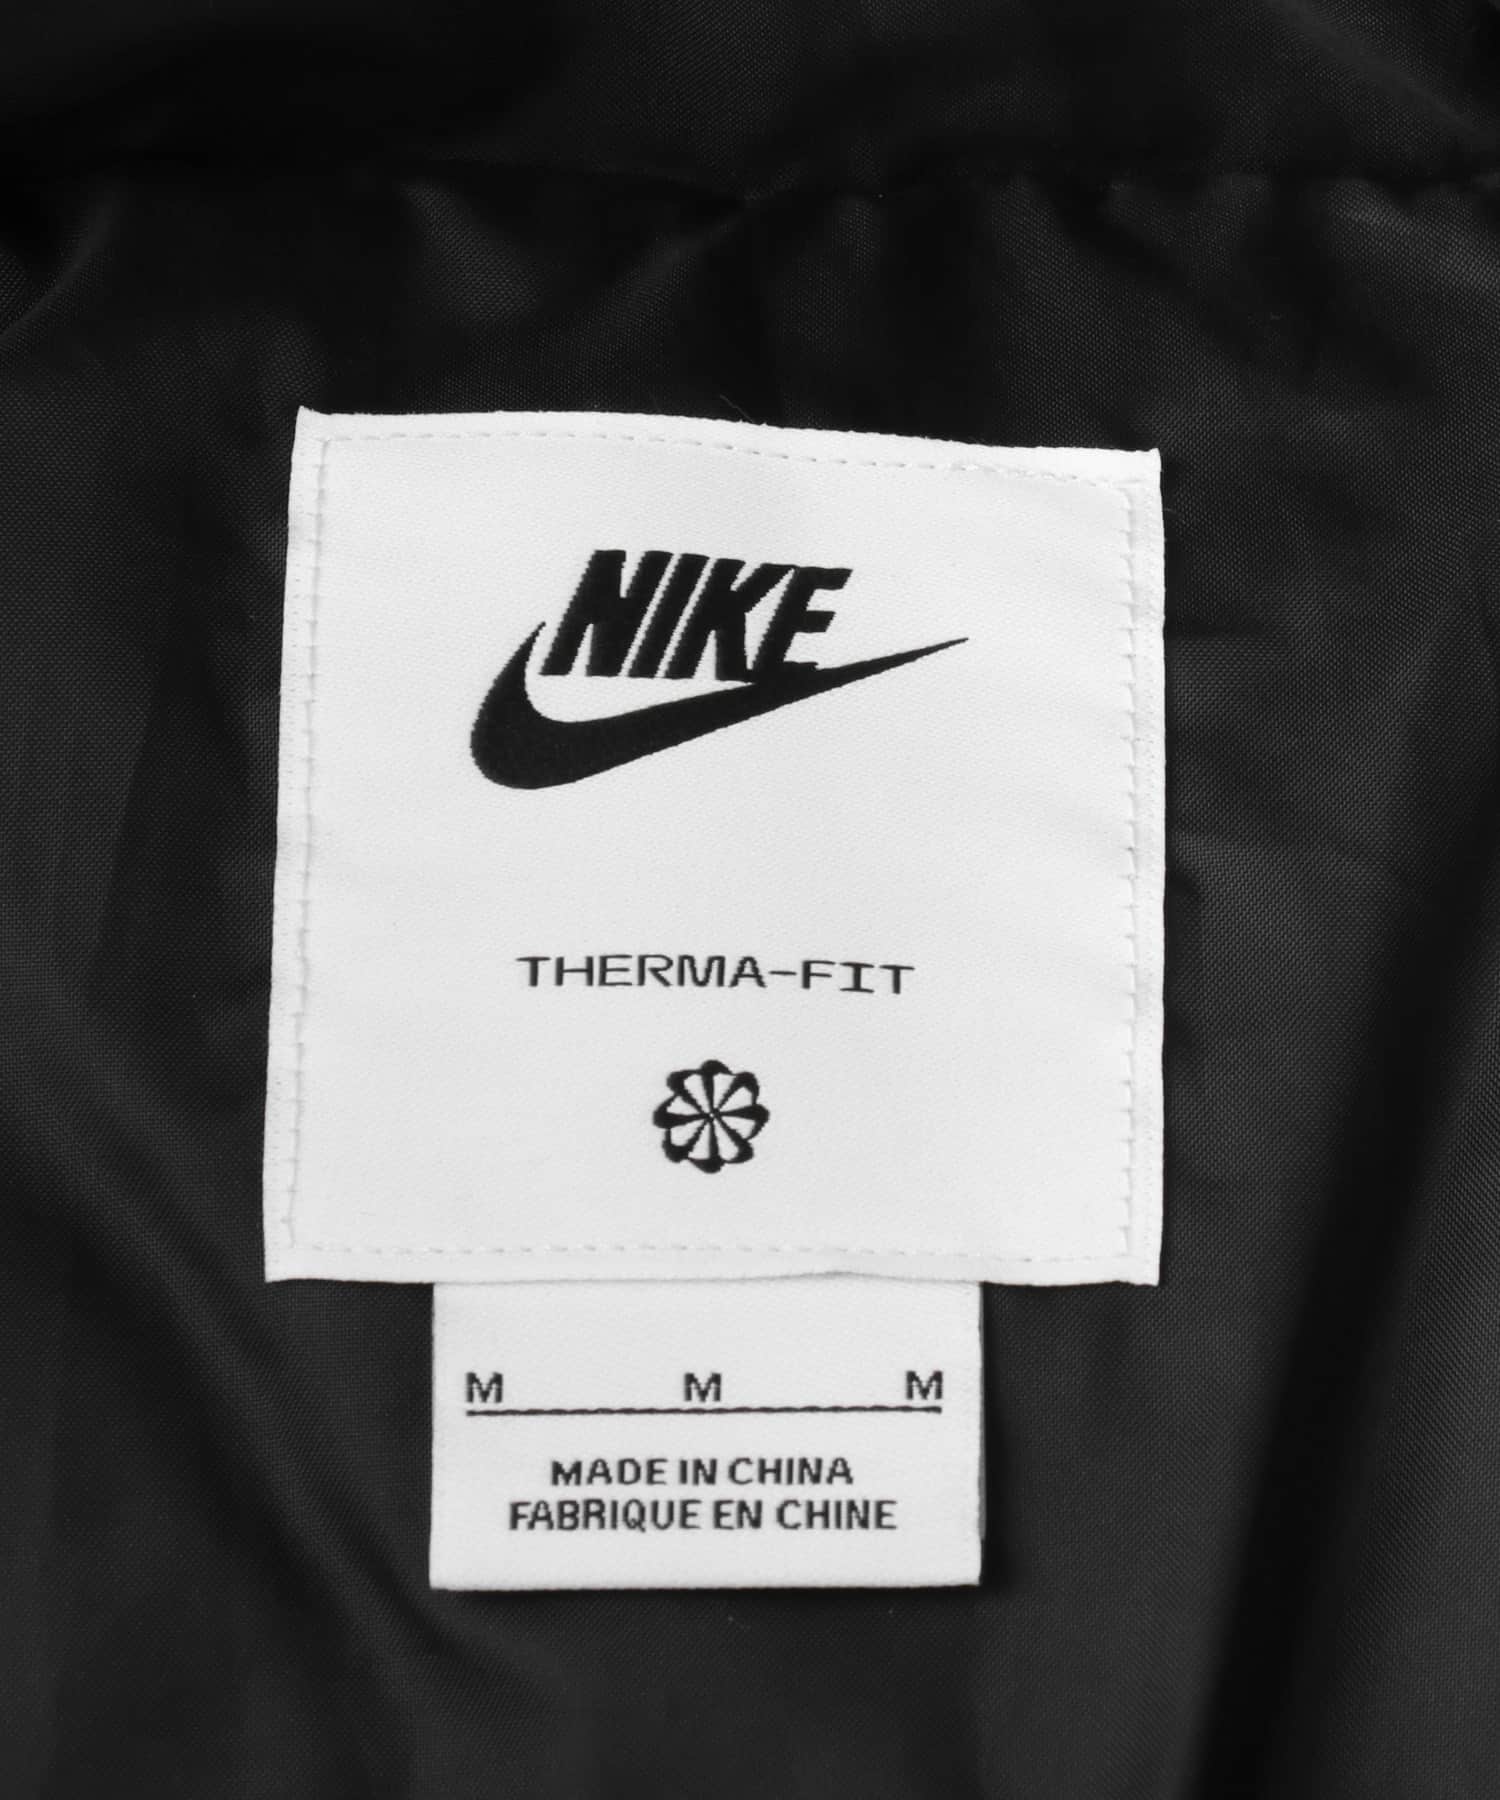 NIKE
THERMA-FIT
M M M
MADE IN CHINA
FABRIQUE EN CHINE